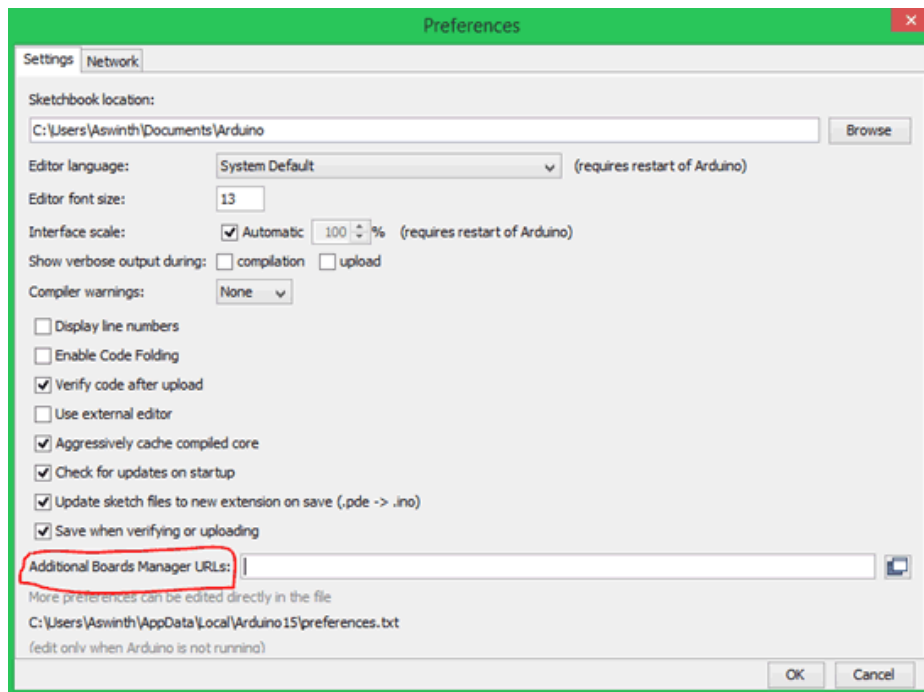 Preferences
Settings Network
Sketchbook location:
C:\Users\Aswinth\Documents\Arduino Browse
Editor language: System Default (requires restart of Arduino)
Editor font size: 13
Interface scale: Automatic 100 % (requires restart of Arduino)
Show verbose output during: compilation upload
Compiler warnings: None
Display line numbers
Enable Code Folding
Verify code after upload
Use external editor
Aggressively cache compiled core
Check for updates on startup
Update sketch files to new extension on save (.pde -> .ino)
Save when verifying or uploading
Additional Boards Manager URLs:
More preferences can be edited directly in the file
C:\Users\Aswinth\AppData\Local\Arduino15\preferences.txt
(edit only when Arduino is not running)
OK Cancel